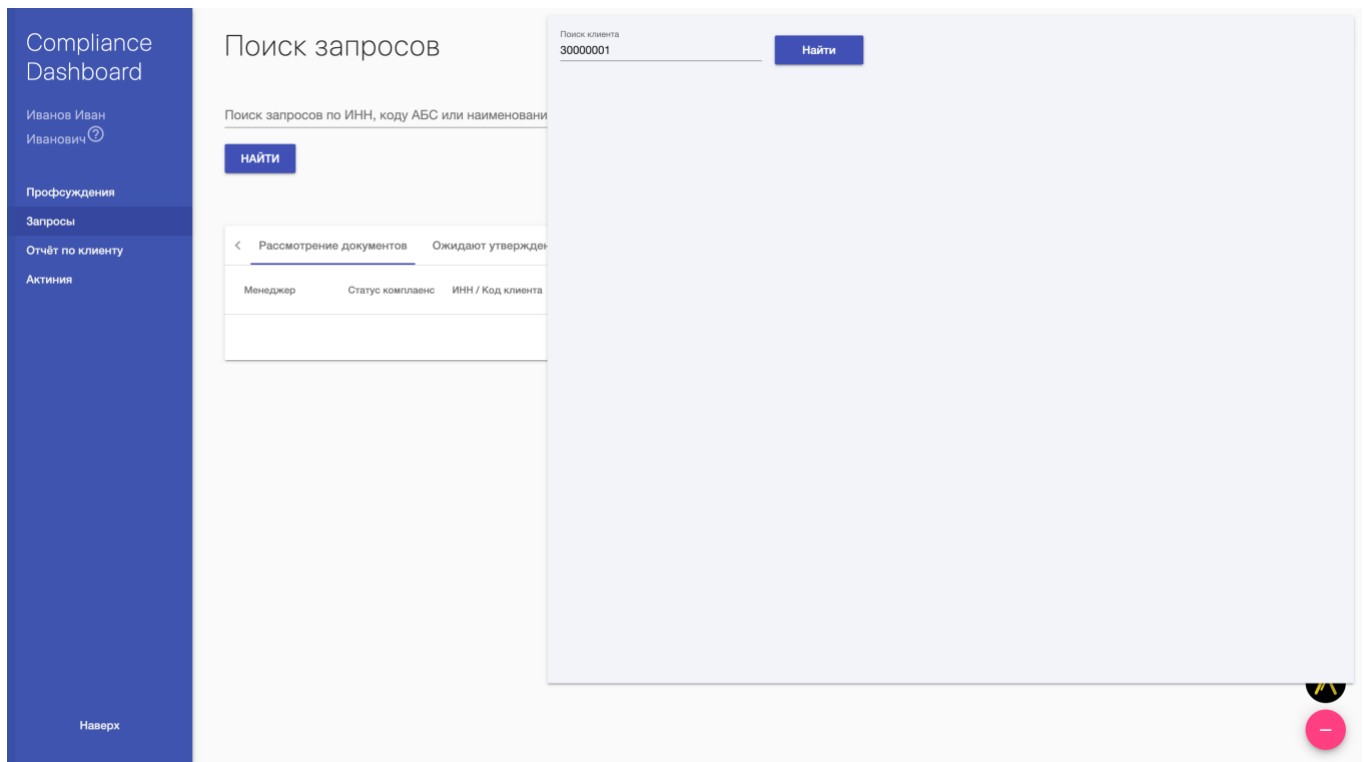 Compliance
Dashboard
Иванов Иван
Иванович
Профсуждения
Запросы
Отчёт по клиенту
Актиния
Наверх
Поиск запросов
Поиск запросов по ИНН, коду АБС или наименовани
НАЙТИ
Рассмотрение документов Ожидают утвержден
Менеджер Статус комплаенс ИНН / Код клиента
Поиск клиента
30000001
Найти